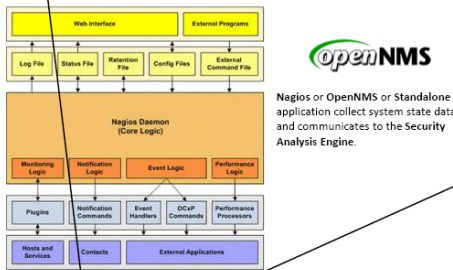 Web Interface
External Programs
Log File
Status File
Retention
File
Config Files
External
Command File
Nagios Daemon
(Core Logic)
Monitoring
Logic
Notification
Logic
Event Logic
Performance
Logic
Plugins
Notification
Commands
Event
Handlers
OCxP
Commands
Performance
Processors
Hosts and
Services
Contacts
External Applications
openNMS
Nagios or OpenNMS or Standalone
application collect system state data
and communicates to the Security
Analysis Engine.